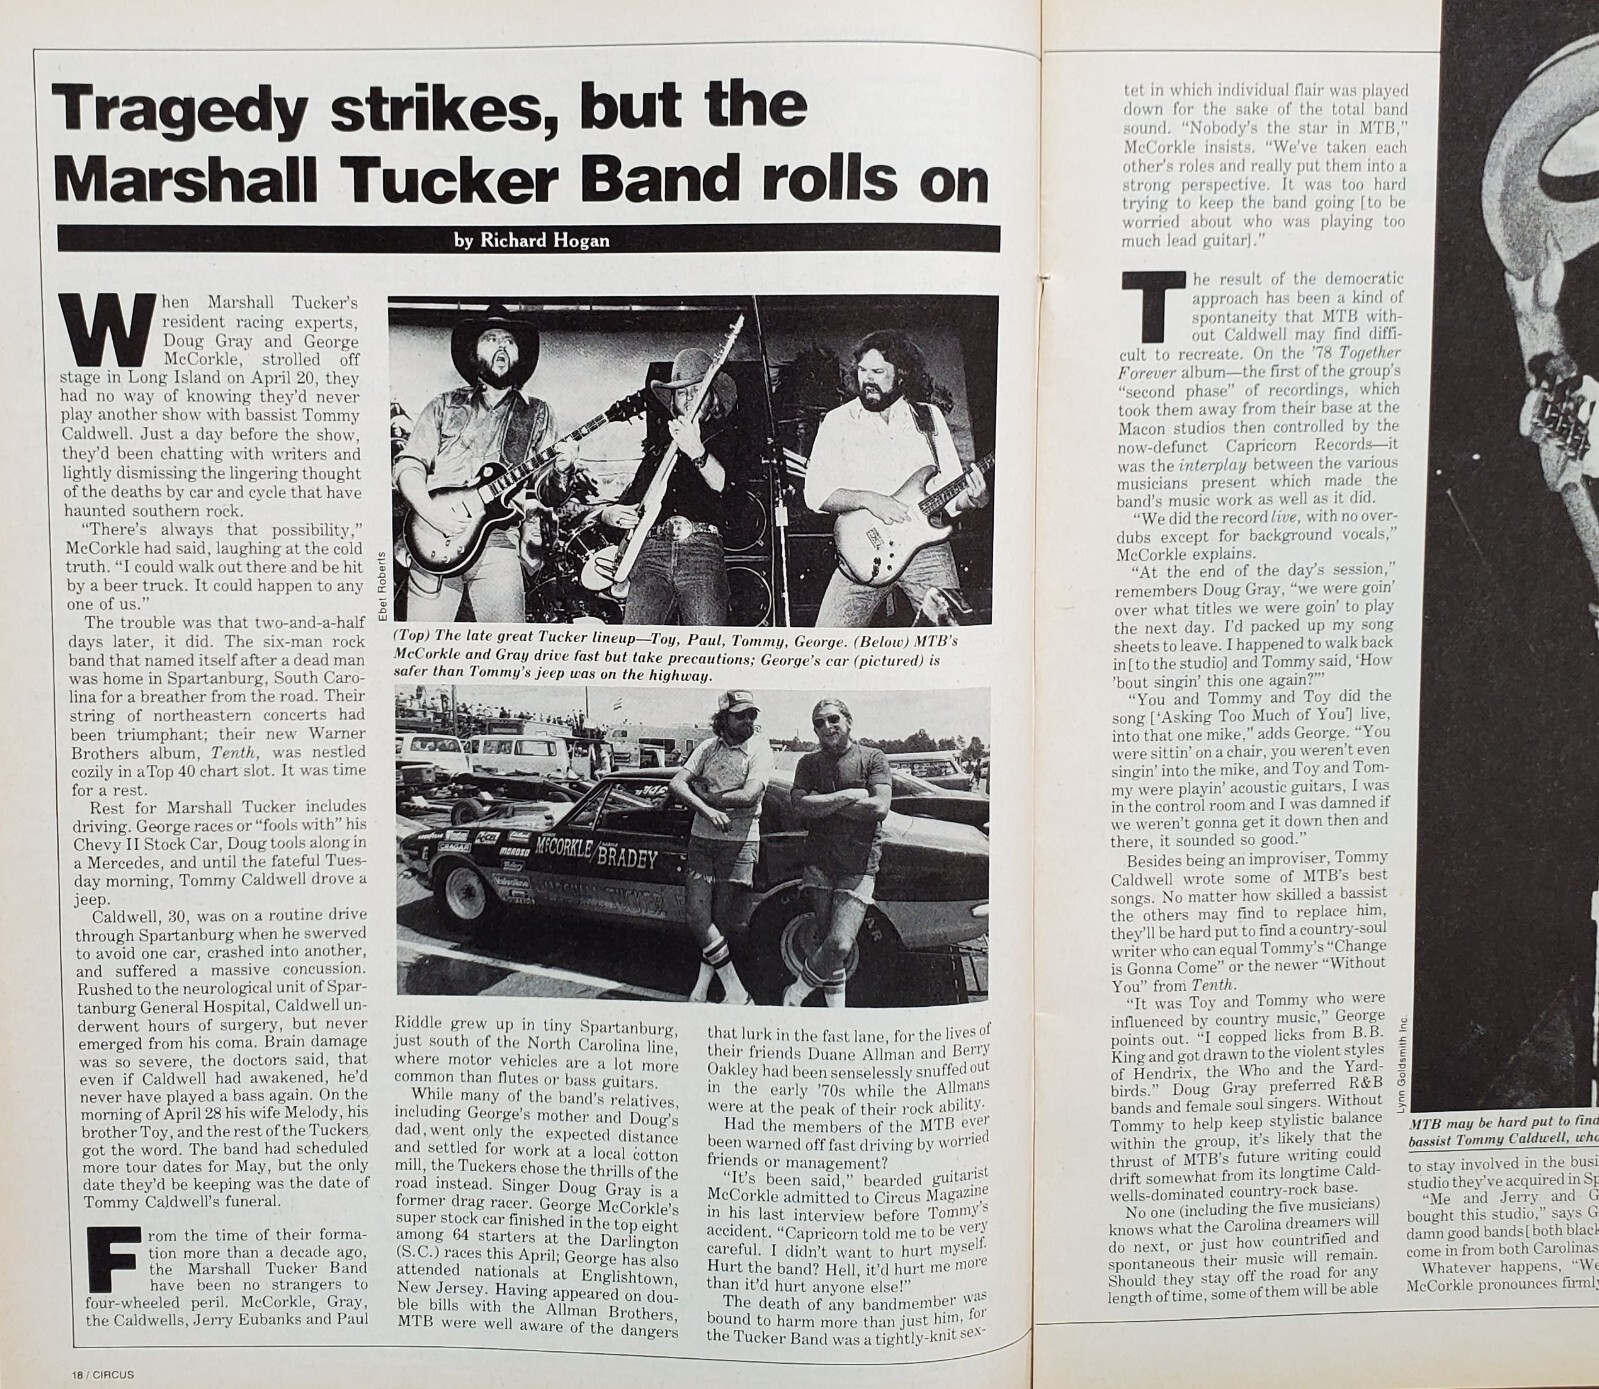 Tragedy strikes, but the
Marshall Tucker Band rolls on
by Richard Hogan
When Marshall Tucker's
resident racing experts,
Doug Gray and George
McCorkle, strolled off
stage in Long Island on April 20, they
had no way of knowing they'd never
play another show with bassist Tommy
Caldwell. Just a day before the show,
they'd been chatting with writers and
lightly dismissing the lingering thought
of the deaths by car and cycle that have
haunted southern rock.
"There's always that possibility,"
McCorkle had said, laughing at the cold
truth. "I could walk out there and be hit
by a beer truck. It could happen to any
one of us."
The trouble was that two-and-a-half
days later, it did. The six-man rock
band that named itself after a dead man
was home in Spartanburg, South Caro-
lina for a breather from the road. Their
string of northeastern concerts had
been triumphant; their new Warner
Brothers album, Tenth, was nestled
cozily in a Top 40 chart slot. It was time
for a rest.
Rest for Marshall Tucker includes
driving. George races or "fools with" his
Chevy II Stock Car, Doug tools along in
a Mercedes, and until the fateful Tues-
day morning, Tommy Caldwell drove a
jeep.
Caldwell, 30, was on a routine drive
through Spartanburg when he swerved
to avoid one car, crashed into another,
and suffered a massive concussion.
Rushed to the neurological unit of Spar-
tanburg General Hospital, Caldwell un-
derwent hours of surgery, but never
emerged from his coma. Brain damage
was so severe, the doctors said, that
even if Caldwell had awakened, he'd
never have played a bass again. On the
morning of April 28 his wife Melody, his
brother Toy, and the rest of the Tuckers
got the word. The band had scheduled
more tour dates for May, but the only
date they'd be keeping was the date of
Tommy Caldwell's funeral.
From the time of their forma-
tion more than a decade ago,
the Marshall Tucker Band
have been no strangers to
four-wheeled peril. McCorkle, Gray,
the Caldwells, Jerry Eubanks and Paul
Ebet Roberts
(Top) The late great Tucker lineup—Toy, Paul, Tommy, George. (Below) MTB's
McCorkle and Gray drive fast but take precautions; George's car (pictured) is
safer than Tommy's jeep was on the highway.
CRAGAR
ACCEL
MOROSO
McCORKLE/BRADEY
MARSHALL TUCKER
Riddle grew up in tiny Spartanburg,
just south of the North Carolina line,
where motor vehicles are a lot more
common than flutes or bass guitars.
While many of the band's relatives,
including George's mother and Doug's
dad, went only the expected distance
and settled for work at a local cotton
mill, the Tuckers chose the thrills of the
road instead. Singer Doug Gray is a
former drag racer. George McCorkle's
super stock car finished in the top eight
among 64 starters at the Darlington
(S.C.) races this April; George has also
attended nationals at Englishtown,
New Jersey. Having appeared on dou-
ble bills with the Allman Brothers,
MTB were well aware of the dangers
that lurk in the fast lane, for the lives of
their friends Duane Allman and Berry
Oakley had been senselessly snuffed out
in the early '70s while the Allmans
were at the peak of their rock ability.
Had the members of the MTB ever
been warned off fast driving by worried
friends or management?
"It's been said," bearded guitarist
McCorkle admitted to Circus Magazine
in his last interview before Tommy's
accident. "Capricorn told me to be very
careful. I didn't want to hurt myself.
Hurt the band? Hell, it'd hurt me more
than it'd hurt anyone else!"
The death of any bandmember was
bound to harm more than just him, for
the Tucker Band was a tightly-knit sex-
18 / CIRCUS
tet in which individual flair was played
down for the sake of the total band
sound. "Nobody's the star in MTB,"
McCorkle insists. "We've taken each
other's roles and really put them into a
strong perspective. It was too hard
trying to keep the band going [to be
worried about who was playing too
much lead guitar]."
The result of the democratic
approach has been a kind of
spontaneity that MTB with-
out Caldwell may find diffi-
cult to recreate. On the '78 Together
Forever album—the first of the group's
"second phase" of recordings, which
took them away from their base at the
Macon studios then controlled by the
now-defunct Capricorn Records—it
was the interplay between the various
musicians present which made the
band's music work as well as it did.
"We did the record live, with no over-
dubs except for background vocals,"
McCorkle explains.
"At the end of the day's session,"
remembers Doug Gray, "we were goin'
over what titles we were goin' to play
the next day. I'd packed up my song
sheets to leave. I happened to walk back
in [to the studio] and Tommy said, 'How
'bout singin' this one again?'"
"You and Tommy and Toy did the
song ['Asking Too Much of You'] live,
into that one mike," adds George. "You
were sittin' on a chair, you weren't even
singin' into the mike, and Toy and Tom-
my were playin' acoustic guitars, I was
in the control room and I was damned if
we weren't gonna get it down then and
there, it sounded so good."
Besides being an improviser, Tommy
Caldwell wrote some of MTB's best
songs. No matter how skilled a bassist
the others may find to replace him,
they'll be hard put to find a country-soul
writer who can equal Tommy's "Change
is Gonna Come" or the newer "Without
You" from Tenth.
"It was Toy and Tommy who were
influenced by country music," George
points out. "I copped licks from B.B.
King and got drawn to the violent styles
of Hendrix, the Who and the Yard-
birds." Doug Gray preferred R&B
bands and female soul singers. Without
Tommy to help keep stylistic balance
within the group, it's likely that the
thrust of MTB's future writing could
drift somewhat from its longtime Cald-
wells-dominated country-rock base.
No one (including the five musicians)
knows what the Carolina dreamers will
do next, or just how countrified and
spontaneous their music will remain.
Should they stay off the road for any
length of time, some of them will be able
Lynn Goldsmith Inc.
MTB may be hard put to find
bassist Tommy Caldwell, who
to stay involved in the busi
studio they've acquired in Sp
"Me and Jerry and G
bought this studio," says G
damn good bands [both black
come in from both Carolinas
Whatever happens, "We
McCorkle pronounces firmly